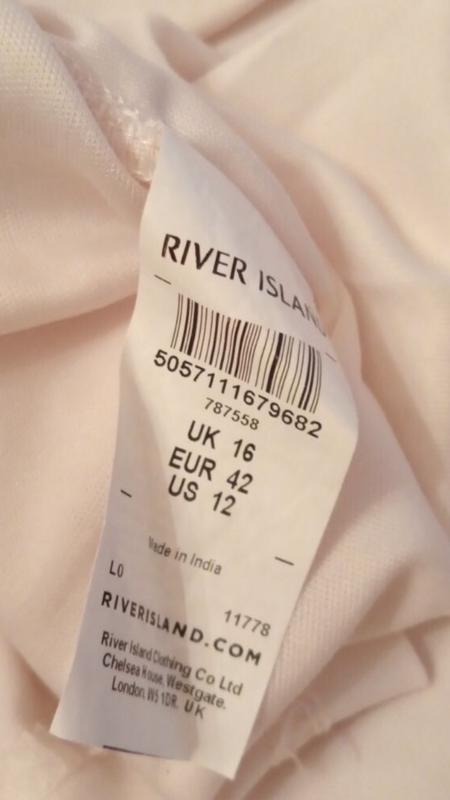 RIVER ISLAND
5057111679682
787558
UK 16
EUR 42
US 12
Made in India
L0 11778
RIVERISLAND.COM
River Island Clothing Co Ltd
Chelsea House, Westgate,
London, W5 1DR. UK